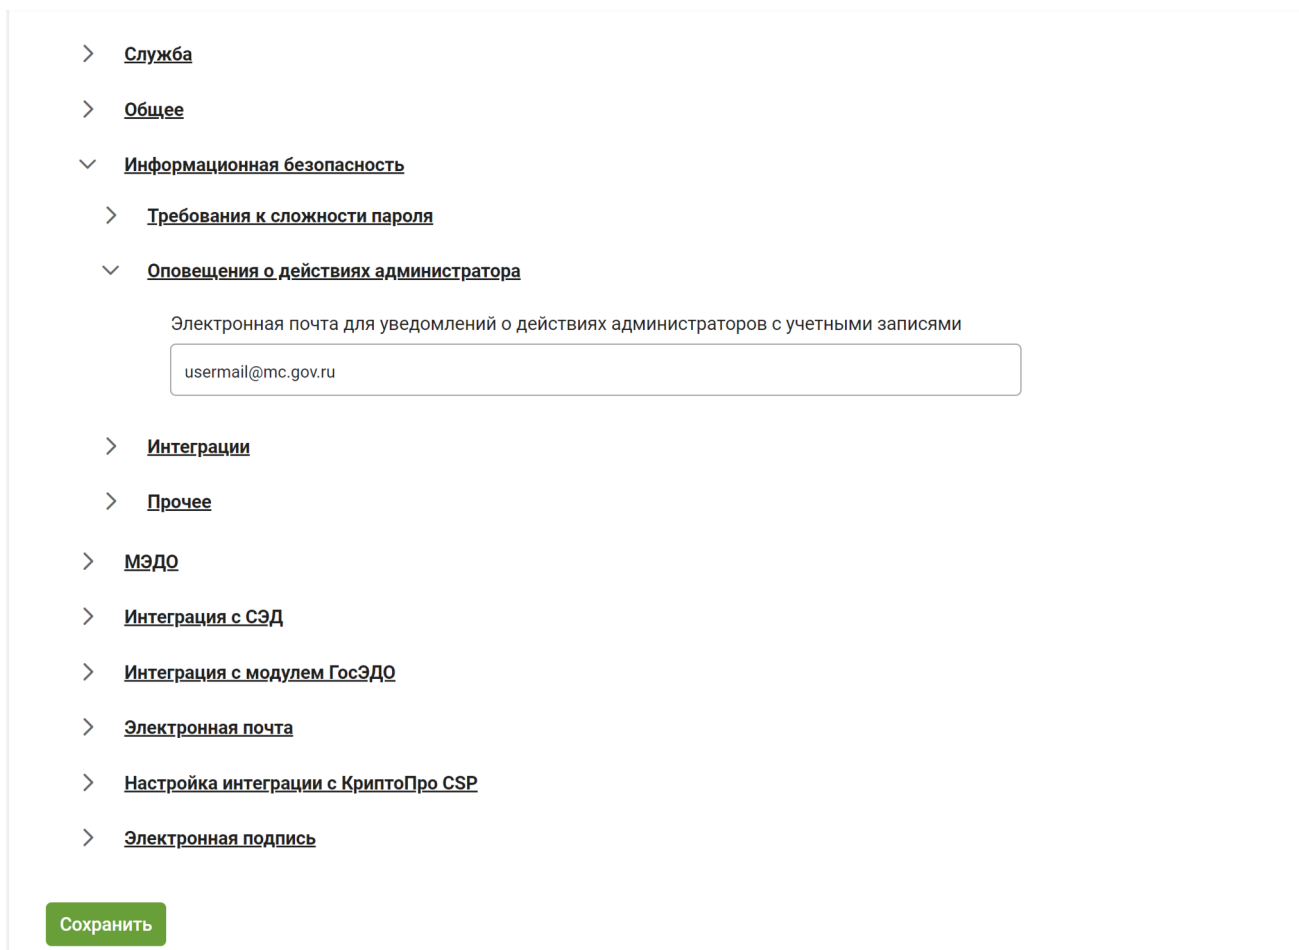 Служба
Общее
Информационная безопасность
Требования к сложности пароля
Оповещения о действиях администратора
Электронная почта для уведомлений о действиях администраторов с учетными записями
usermail@mc.gov.ru
Интеграции
Прочее
МЭДО
Интеграция с СЭД
Интеграция с модулем ГосЭДО
Электронная почта
Настройка интеграции с КриптоПро CSP
Электронная подпись
Сохранить